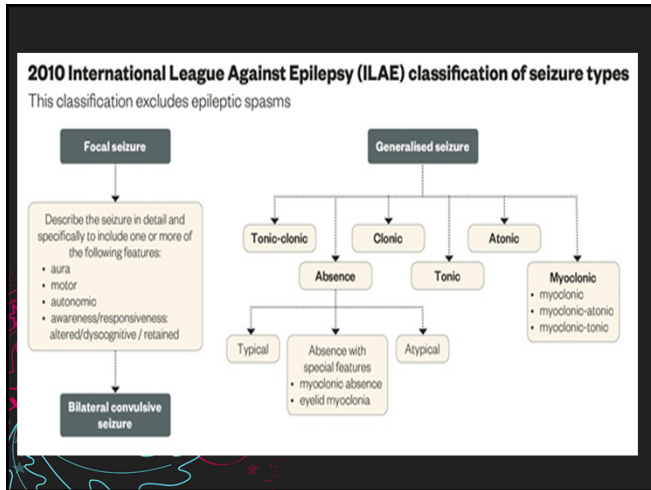 2010 International League Against Epilepsy (ILAE) classification of seizure types
This classification excludes epileptic spasms
Focal seizure
Describe the seizure in detail and
specifically to include one or more of
the following features:
• aura
• motor
• autonomic
• awareness/responsiveness:
altered/dyscognitive / retained
Bilateral convulsive
seizure
Generalised seizure
Tonic-clonic
Clonic
Atonic
Absence
Tonic
Myoclonic
• myoclonic
• myoclonic-atonic
• myoclonic-tonic
Typical
Absence with
special features
• myoclonic absence
• eyelid myoclonia
Atypical